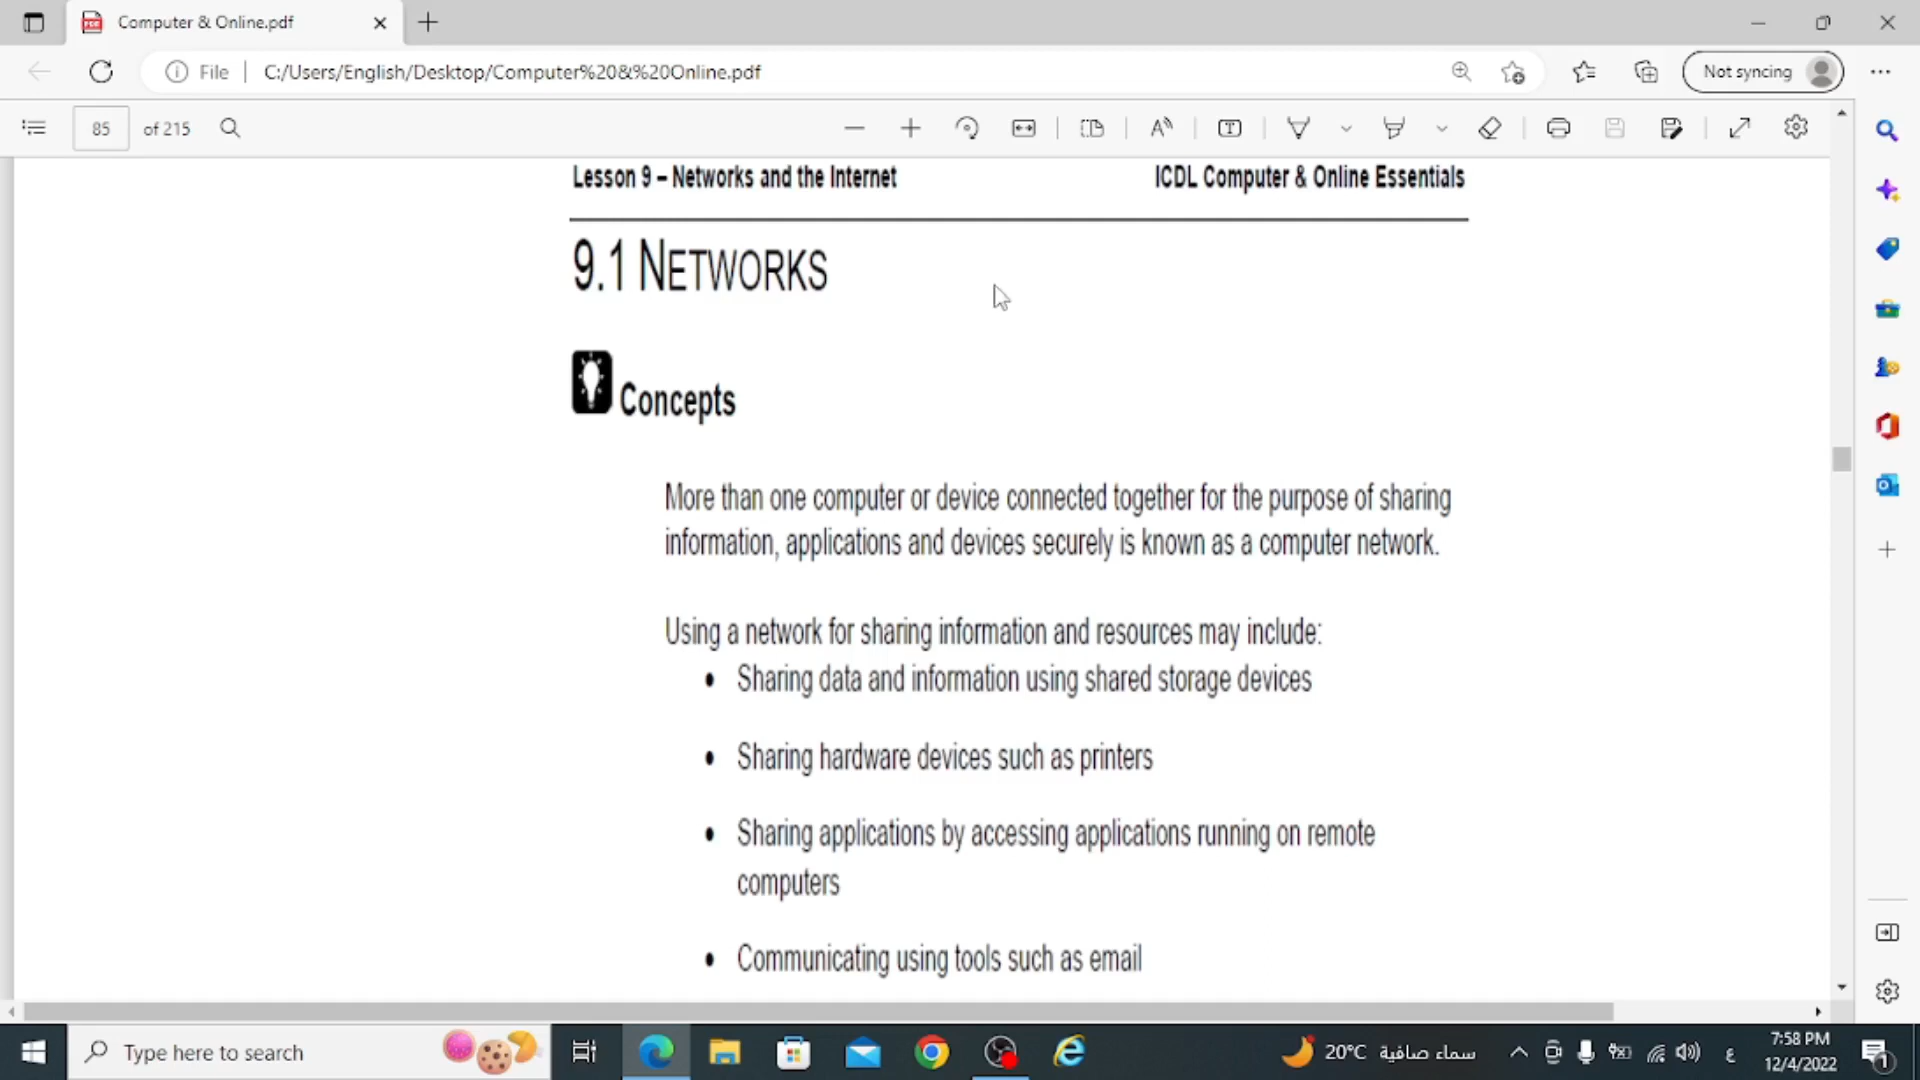 Computer & Online.pdf
File
C:/Users/English/Desktop/Computer%20&%20Online.pdf
Not syncing
85
of 215
Lesson 9 – Networks and the Internet
ICDL Computer & Online Essentials
9.1 NETWORKS
Concepts
More than one computer or device connected together for the purpose of sharing
information, applications and devices securely is known as a computer network.
Using a network for sharing information and resources may include:
• Sharing data and information using shared storage devices
• Sharing hardware devices such as printers
• Sharing applications by accessing applications running on remote
computers
• Communicating using tools such as email
Type here to search
20°C سماء صافية
ع
7:58 PM
12/4/2022
1